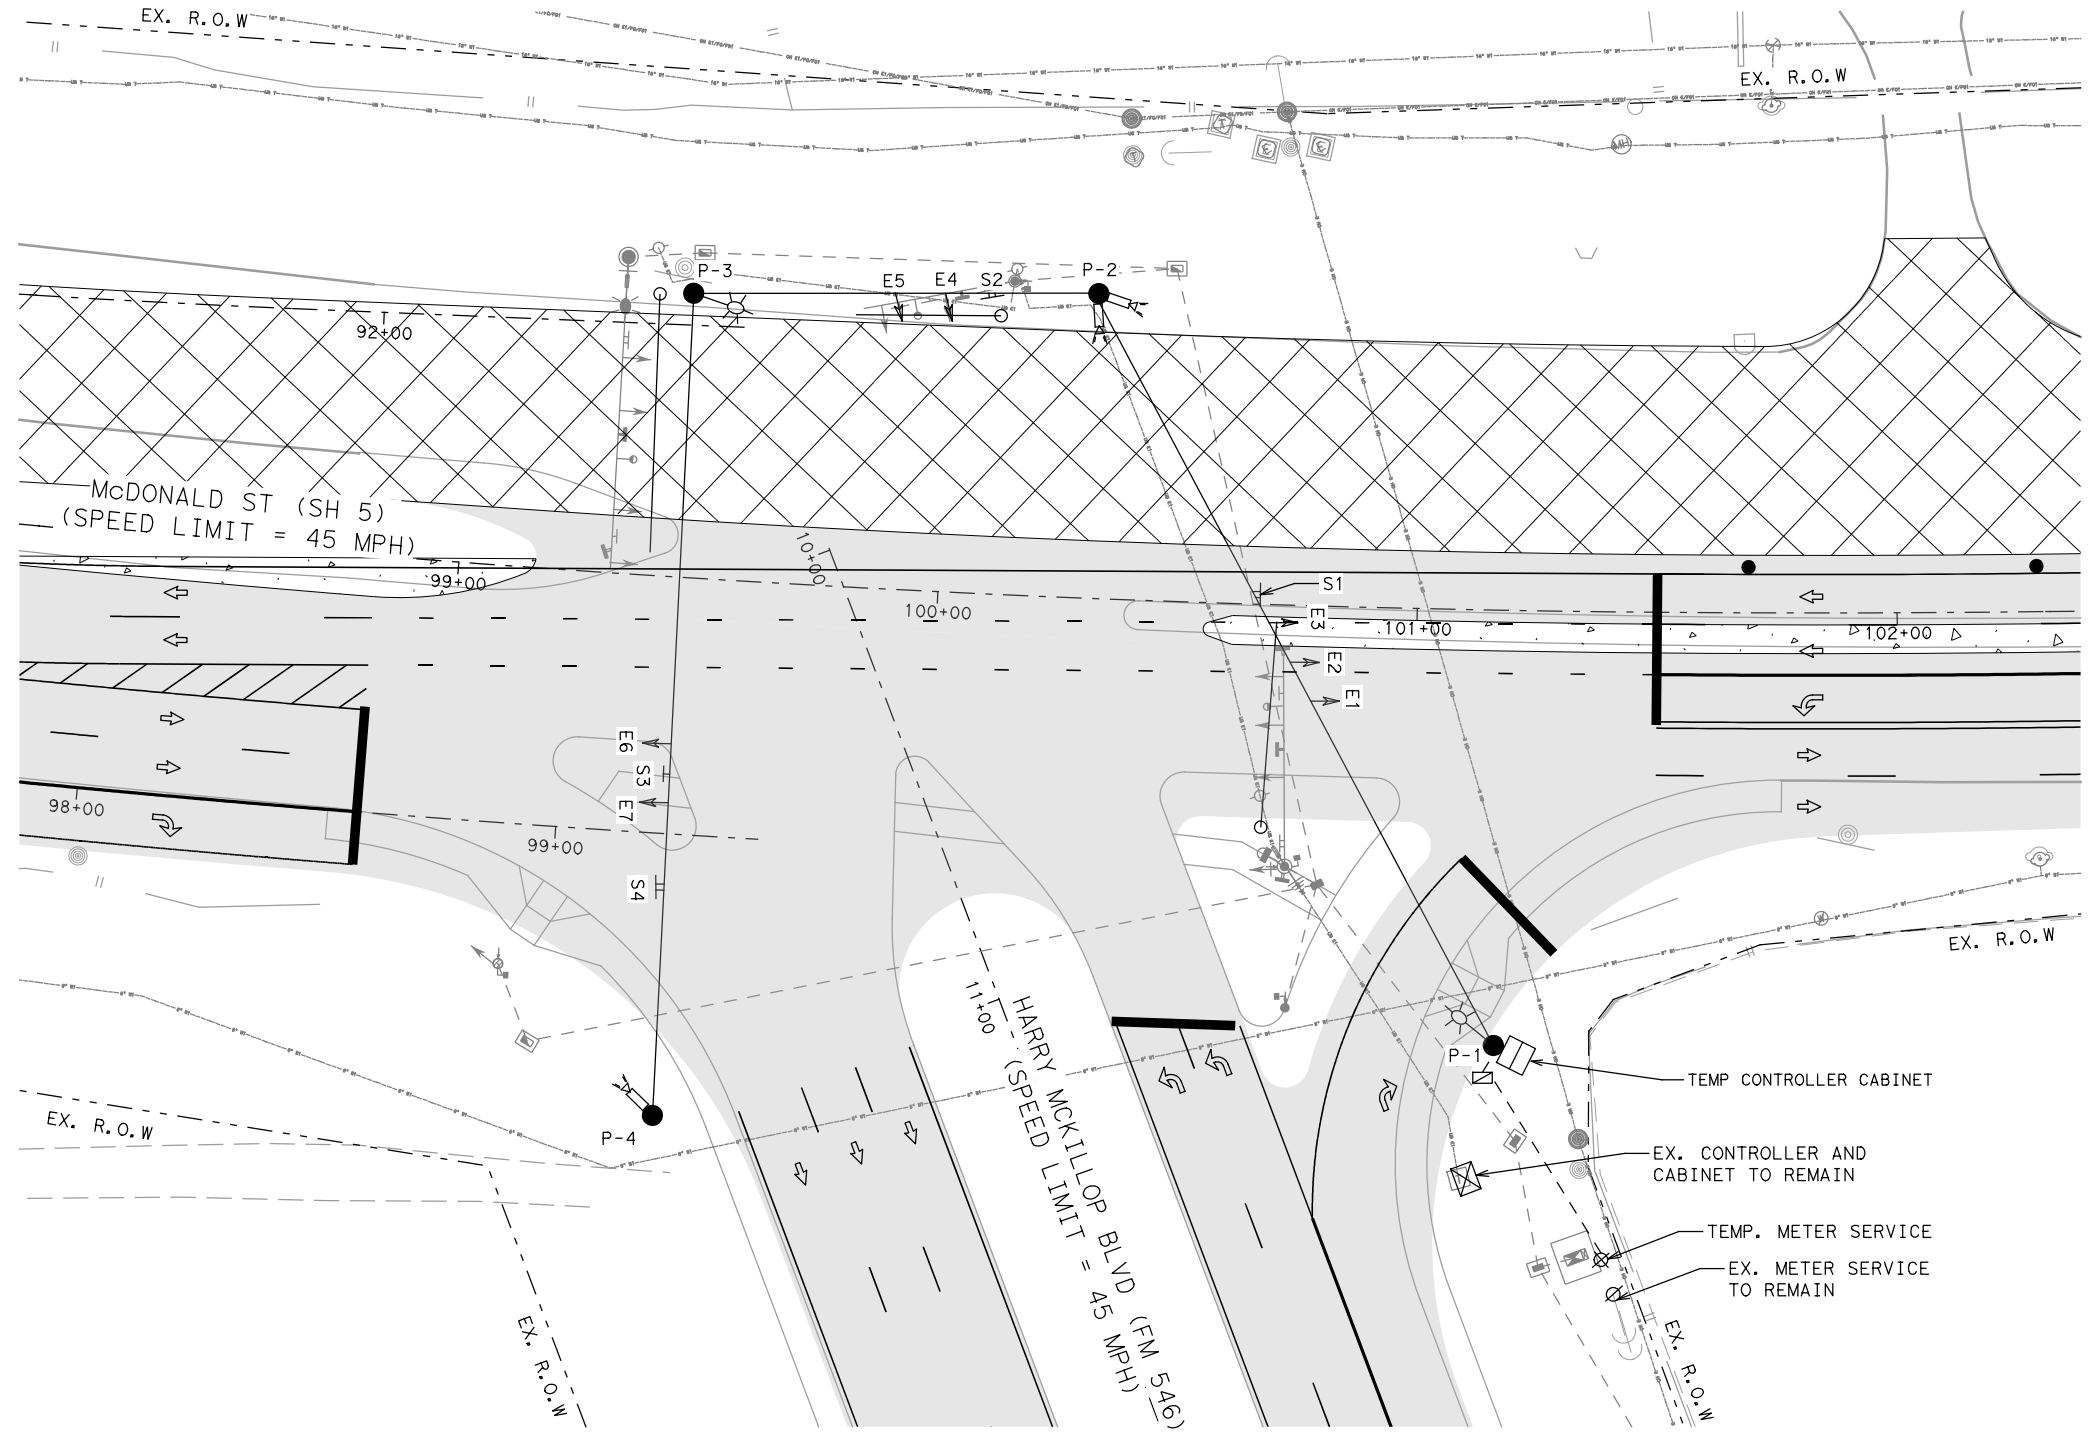 EX. R.O.W
EX. R.O.W
P-3
E5
E4
S2
P-2
92+00
McDONALD ST (SH 5)
(SPEED LIMIT = 45 MPH)
10+00
99+00
100+00
S1
E3
101+00
102+00
E2
E1
E6
S3
E7
98+00
99+00
S4
EX. R.O.W
11+00
HARRY MCKILLOP BLVD (FM 546)
(SPEED LIMIT = 45 MPH)
P-1
TEMP CONTROLLER CABINET
EX. R.O.W
P-4
EX. CONTROLLER AND
CABINET TO REMAIN
TEMP. METER SERVICE
EX. METER SERVICE
TO REMAIN
EX. R.O.W
EX. R.O.W